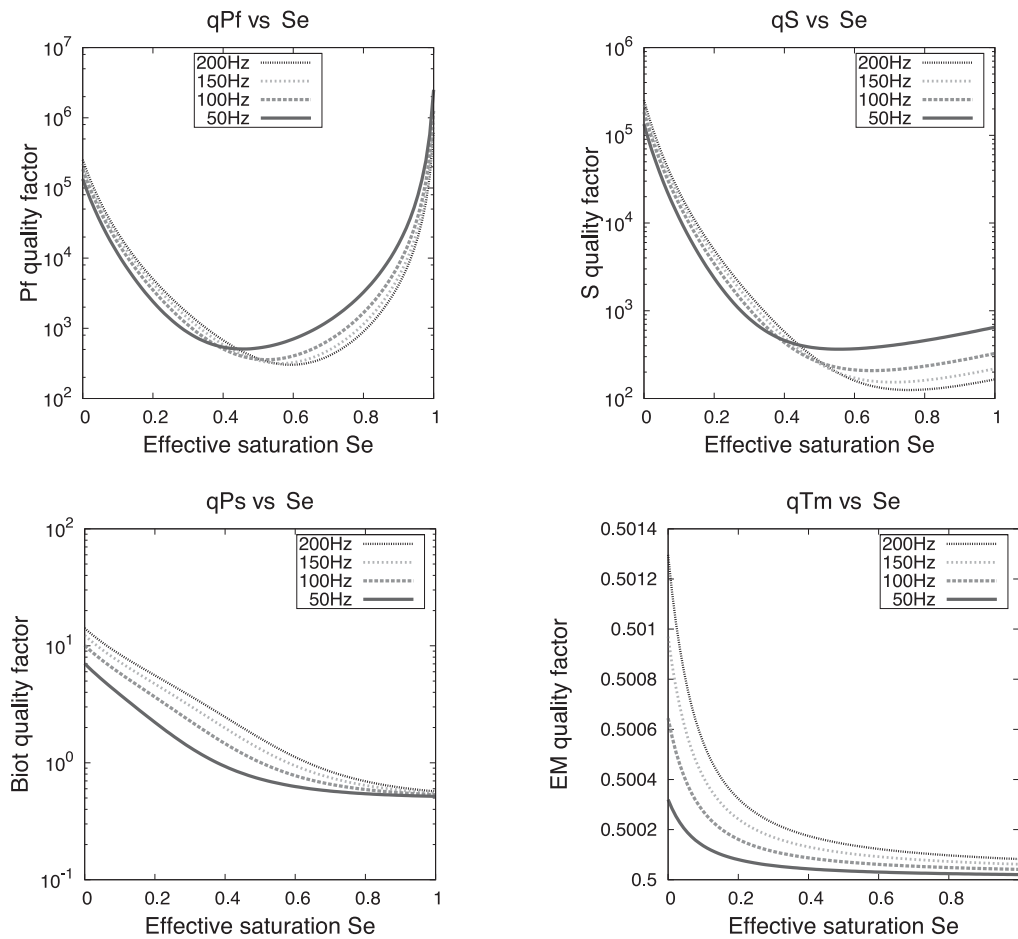 qPf vs Se
10^7
10^6
10^5
10^4
10^3
10^2
Pf quality factor
200Hz
150Hz
100Hz
50Hz
0 0.2 0.4 0.6 0.8 1
Effective saturation Se
qS vs Se
10^6
10^5
10^4
10^3
10^2
S quality factor
200Hz
150Hz
100Hz
50Hz
0 0.2 0.4 0.6 0.8 1
Effective saturation Se
qPs vs Se
10^2
10^1
10^0
10^-1
Biot quality factor
200Hz
150Hz
100Hz
50Hz
0 0.2 0.4 0.6 0.8 1
Effective saturation Se
qTm vs Se
0.5014
0.5012
0.501
0.5008
0.5006
0.5004
0.5002
0.5
EM quality factor
200Hz
150Hz
100Hz
50Hz
0 0.2 0.4 0.6 0.8 1
Effective saturation Se